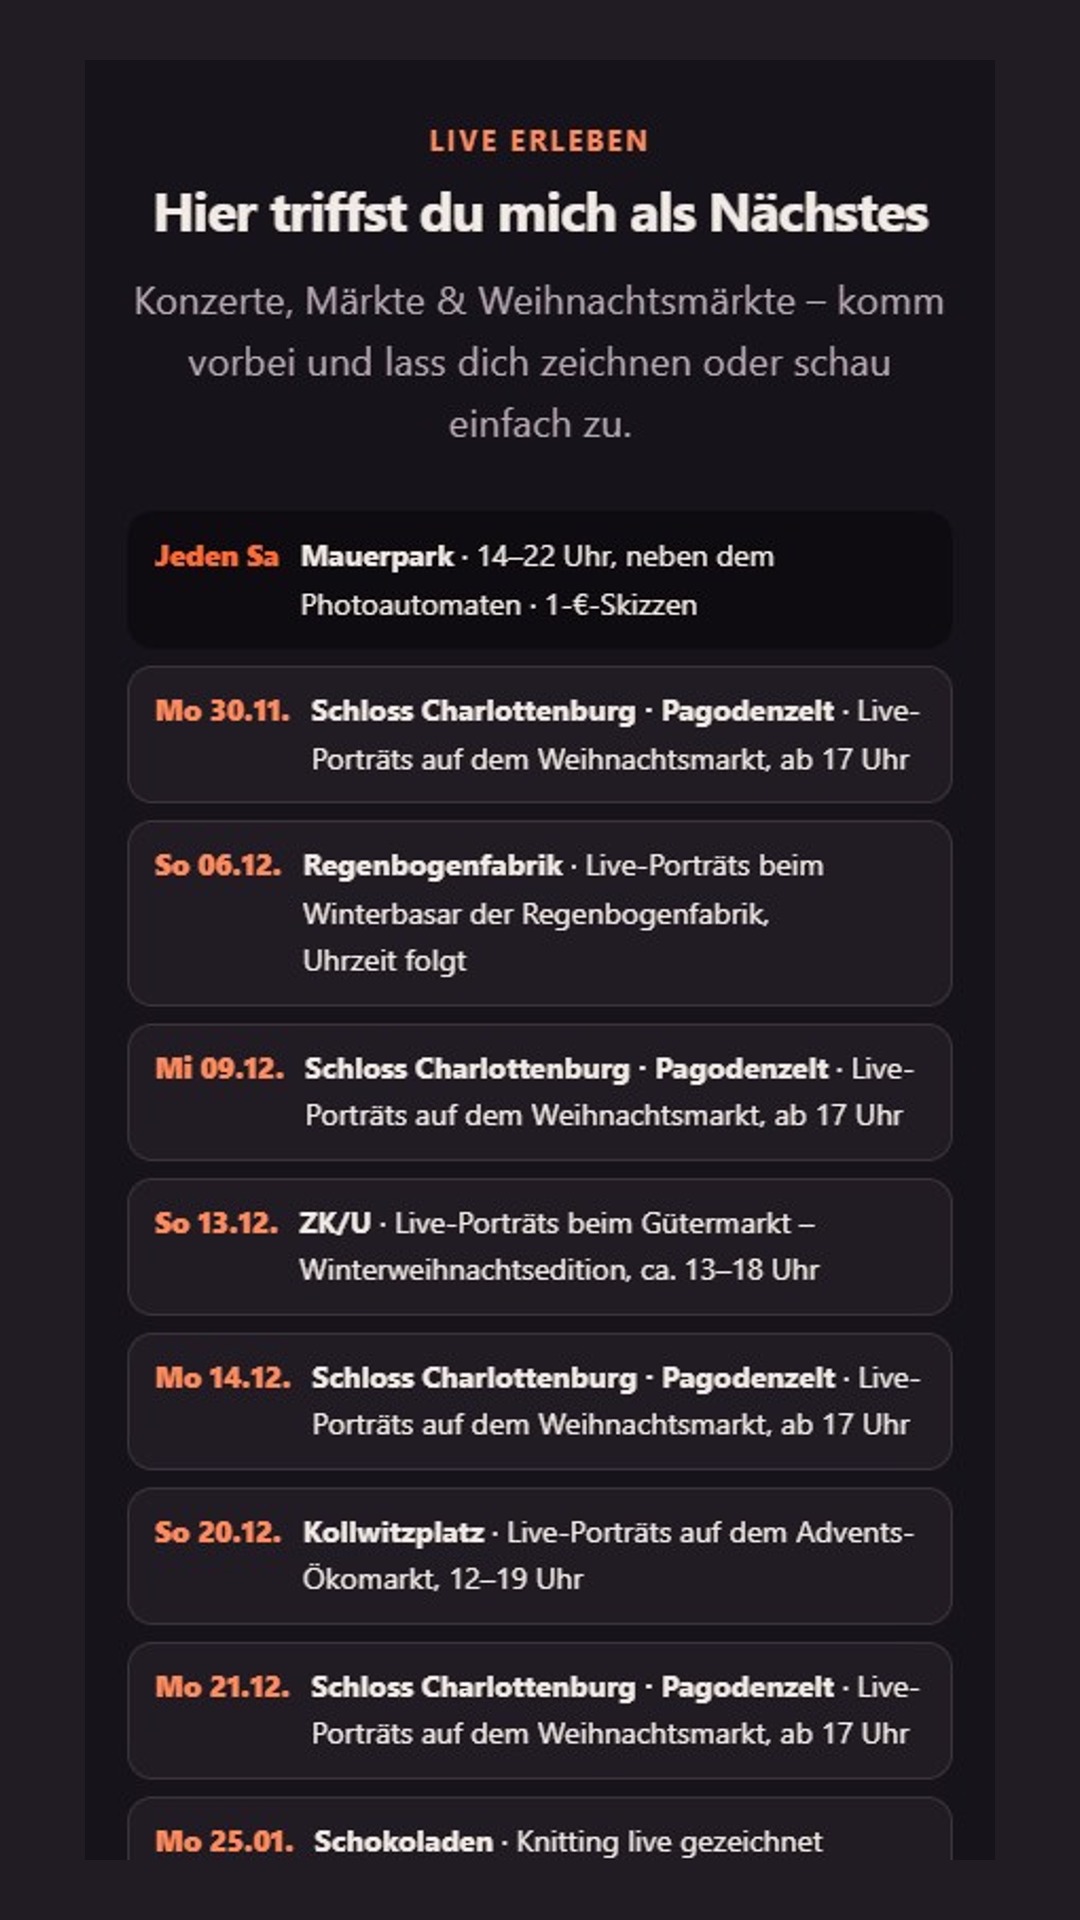 LIVE ERLEBEN
Hier triffst du mich als Nächstes
Konzerte, Märkte & Weihnachtsmärkte – komm
vorbei und lass dich zeichnen oder schau
einfach zu.
Jeden Sa Mauerpark · 14–22 Uhr, neben dem
Photoautomaten · 1-€-Skizzen
Mo 30.11. Schloss Charlottenburg · Pagodenzelt · Live-
Porträts auf dem Weihnachtsmarkt, ab 17 Uhr
So 06.12. Regenbogenfabrik · Live-Porträts beim
Winterbasar der Regenbogenfabrik,
Uhrzeit folgt
Mi 09.12. Schloss Charlottenburg · Pagodenzelt · Live-
Porträts auf dem Weihnachtsmarkt, ab 17 Uhr
So 13.12. ZK/U · Live-Porträts beim Gütermarkt –
Winterweihnachtsedition, ca. 13–18 Uhr
Mo 14.12. Schloss Charlottenburg · Pagodenzelt · Live-
Porträts auf dem Weihnachtsmarkt, ab 17 Uhr
So 20.12. Kollwitzplatz · Live-Porträts auf dem Advents-
Ökomarkt, 12–19 Uhr
Mo 21.12. Schloss Charlottenburg · Pagodenzelt · Live-
Porträts auf dem Weihnachtsmarkt, ab 17 Uhr
Mo 25.01. Schokoladen · Knitting live gezeichnet